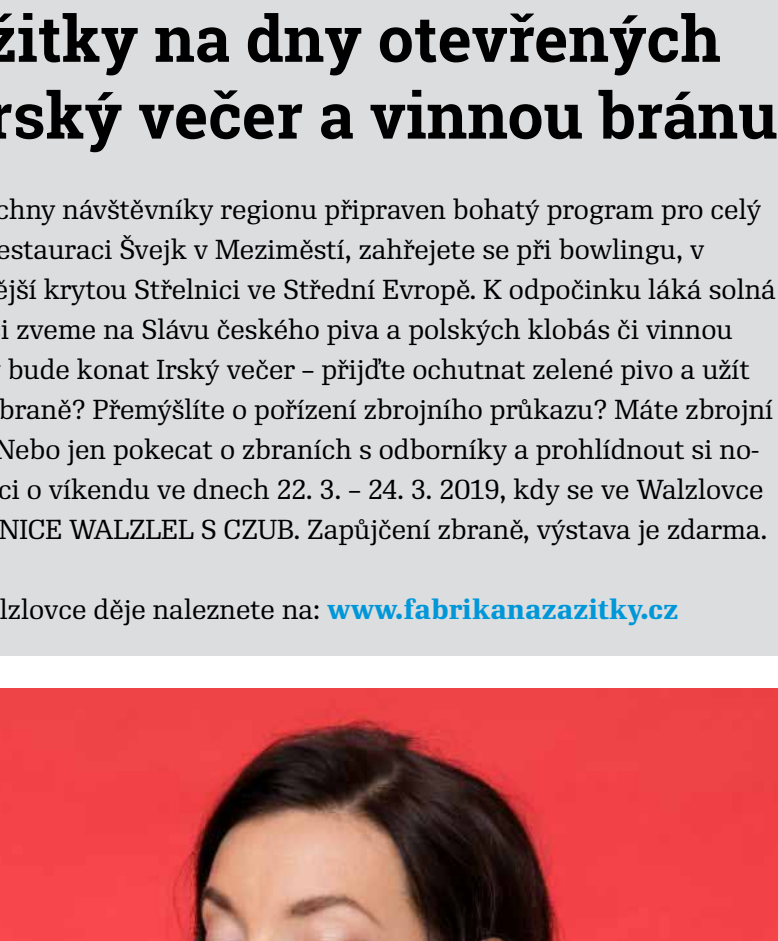 žitky na dny otevřených
rský večer a vinnou bránu
chny návštěvníky regionu připraven bohatý program pro celý
estauraci Švejk v Meziměstí, zahřejete se při bowlingu, v
ější krytou Střelnici ve Střední Evropě. K odpočinku láká solná
i zveme na Slávu českého piva a polských klobás či vinnou
bude konat Irský večer – přijďte ochutnat zelené pivo a užít
braně? Přemýšlíte o pořízení zbrojního průkazu? Máte zbrojní
Nebo jen pokecat o zbraních s odborníky a prohlídnout si no-
ci o víkendu ve dnech 22. 3. – 24. 3. 2019, kdy se ve Walzlovce
NICE WALZLEL S CZUB. Zapůjčení zbraně, výstava je zdarma.
lzlovce děje naleznete na: www.fabrikanazazitky.cz